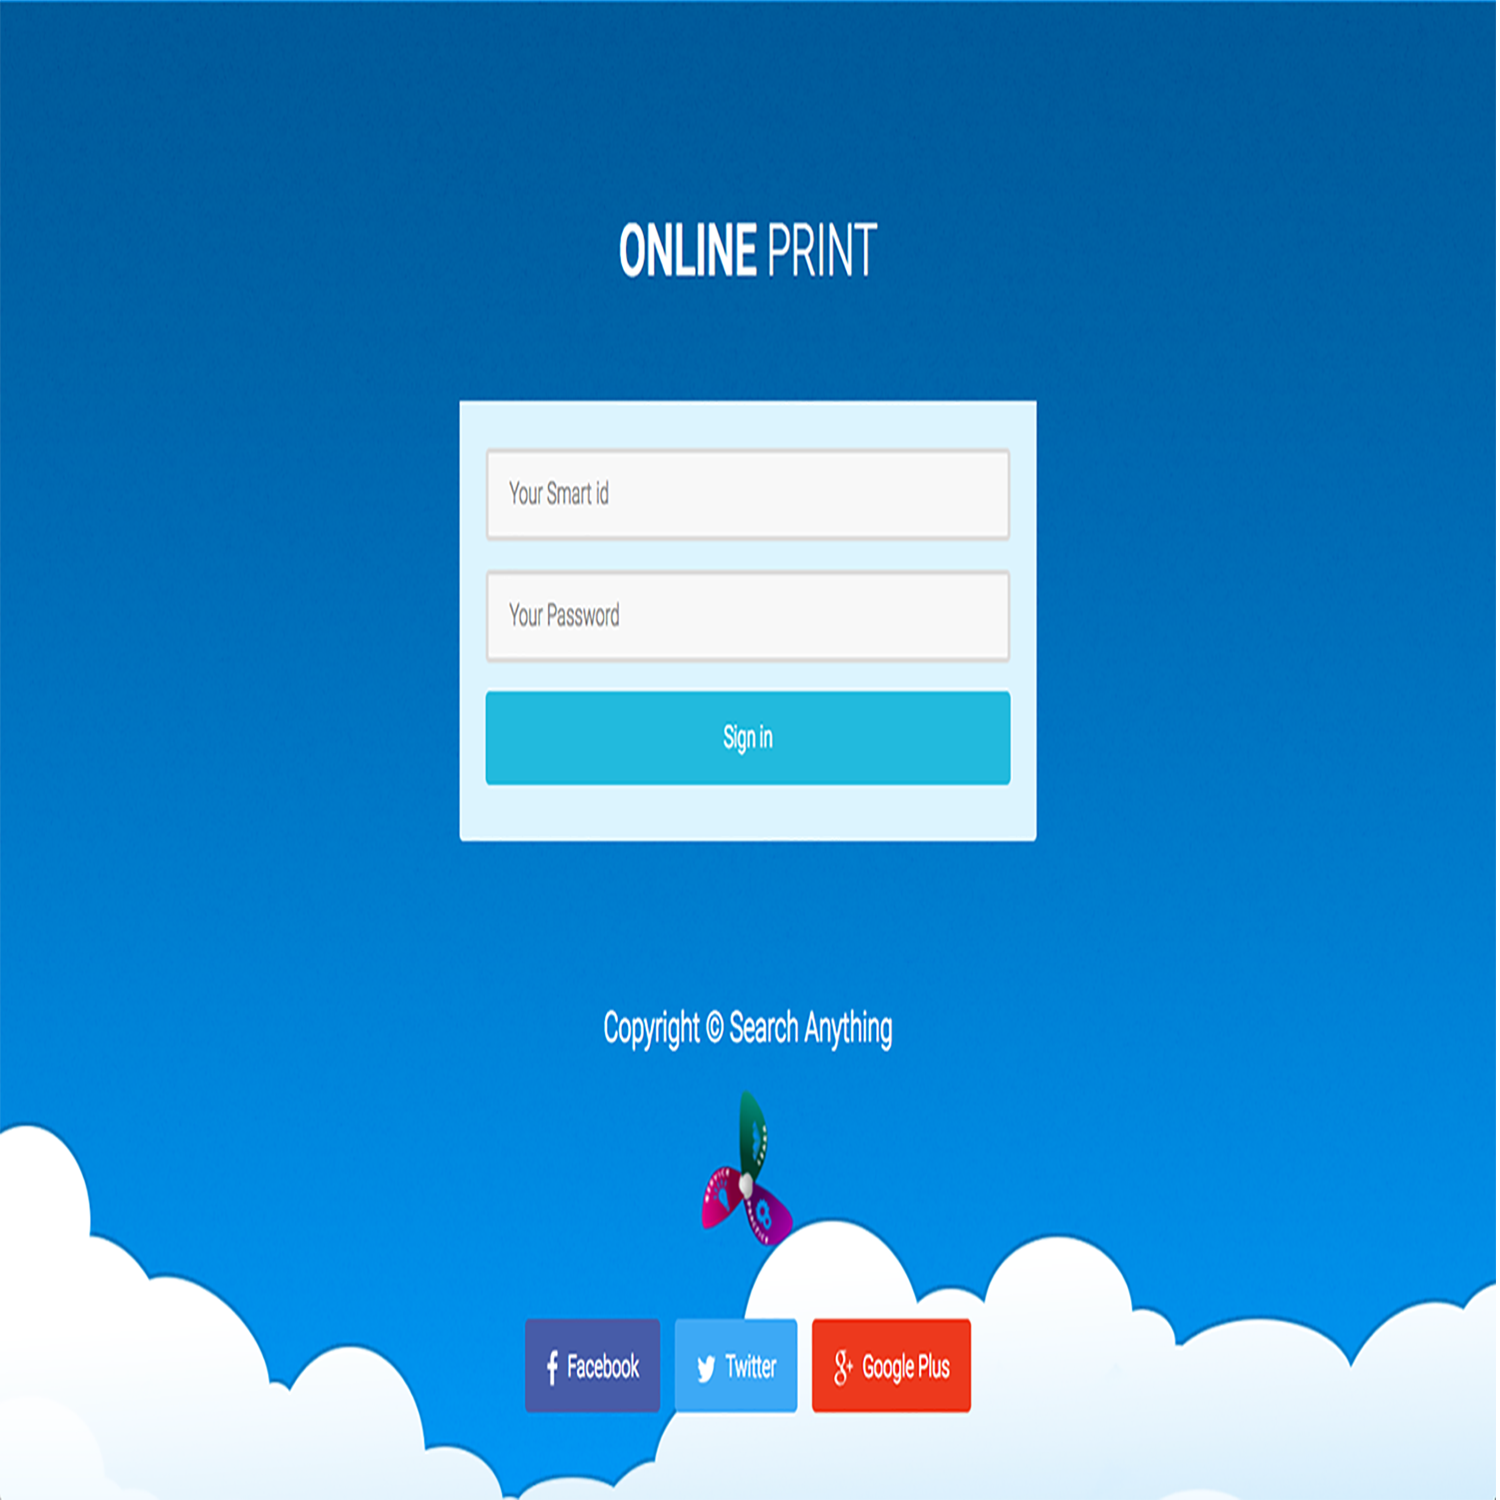 ONLINE PRINT
Your Smart id
Your Password
Sign in
Copyright © Search Anything
Facebook
Twitter
g+ Google Plus